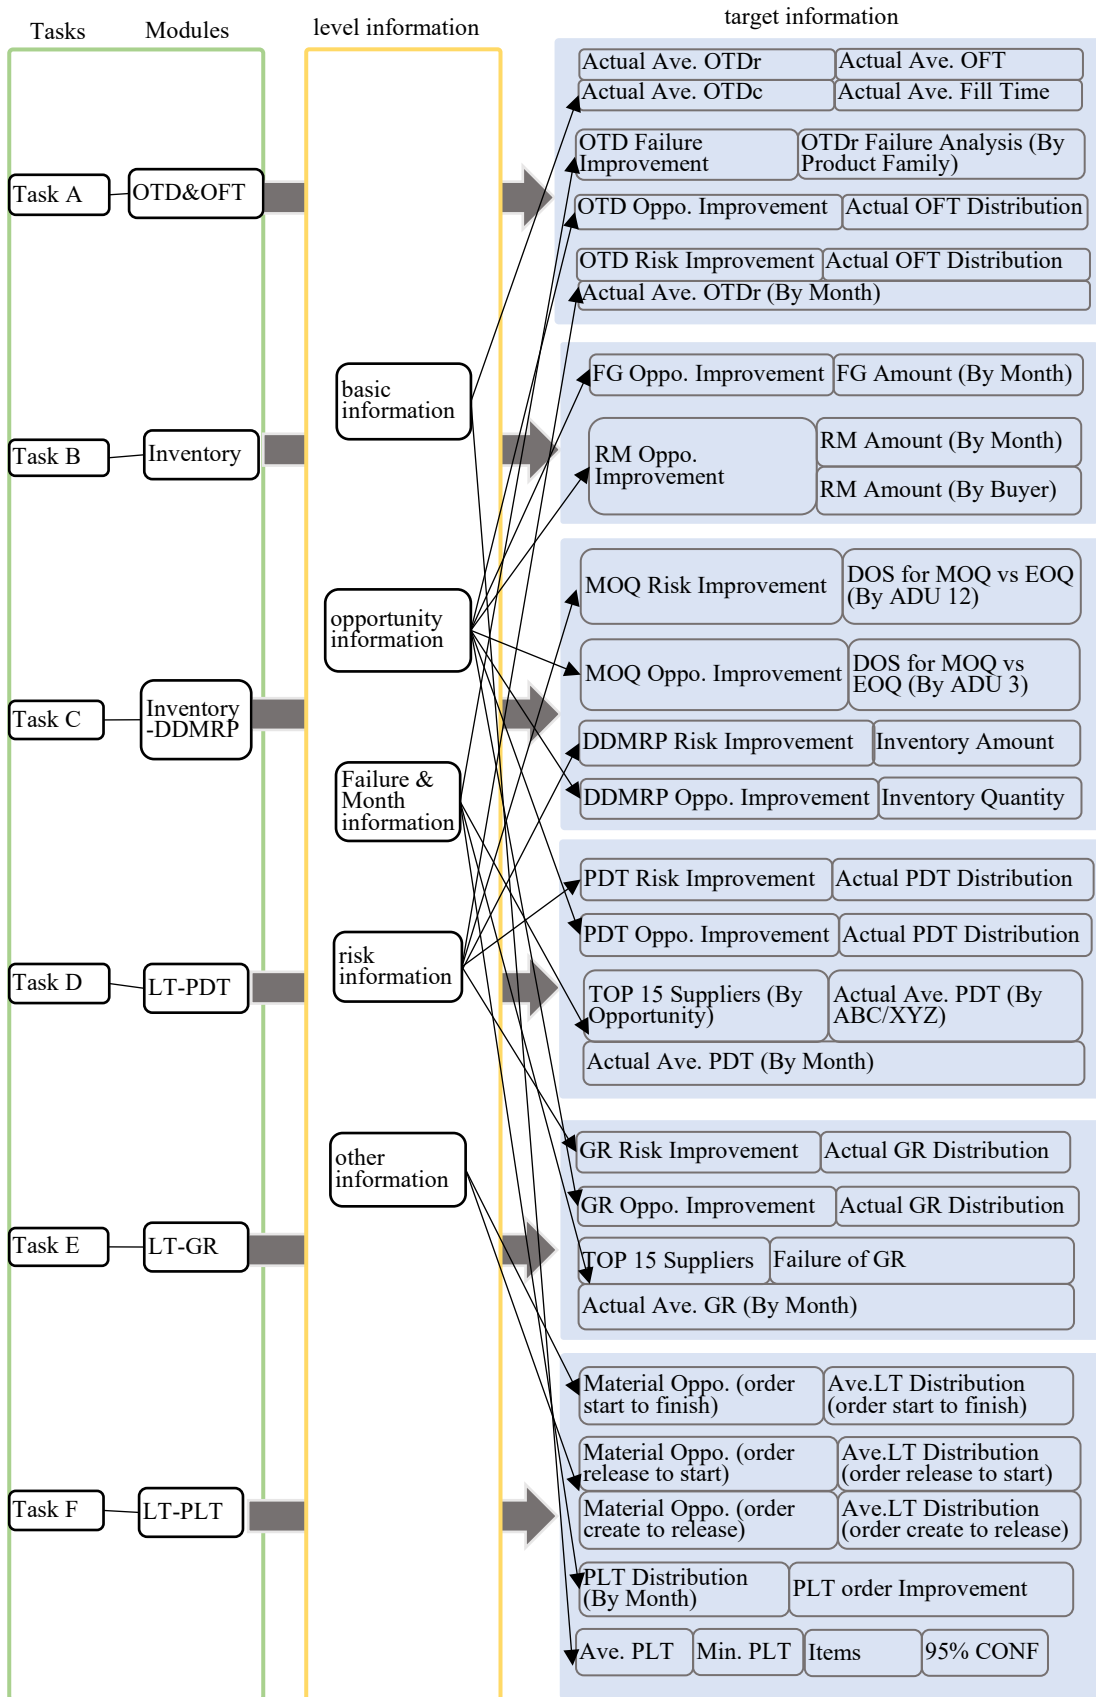 Tasks
Modules
level information
target information
Task A
OTD&OFT
Task B
Inventory
Task C
Inventory
-DDMRP
Task D
LT-PDT
Task E
LT-GR
Task F
LT-PLT
basic
information
opportunity
information
Failure &
Month
information
risk
information
other
information
Actual Ave. OTDr
Actual Ave. OFT
Actual Ave. OTDc
Actual Ave. Fill Time
OTD Failure
Improvement
OTDr Failure Analysis (By
Product Family)
OTD Oppo. Improvement
Actual OFT Distribution
OTD Risk Improvement
Actual OFT Distribution
Actual Ave. OTDr (By Month)
FG Oppo. Improvement
FG Amount (By Month)
RM Oppo.
Improvement
RM Amount (By Month)
RM Amount (By Buyer)
MOQ Risk Improvement
DOS for MOQ vs EOQ
(By ADU 12)
MOQ Oppo. Improvement
DOS for MOQ vs
EOQ (By ADU 3)
DDMRP Risk Improvement
Inventory Amount
DDMRP Oppo. Improvement
Inventory Quantity
PDT Risk Improvement
Actual PDT Distribution
PDT Oppo. Improvement
Actual PDT Distribution
TOP 15 Suppliers (By
Opportunity)
Actual Ave. PDT (By
ABC/XYZ)
Actual Ave. PDT (By Month)
GR Risk Improvement
Actual GR Distribution
GR Oppo. Improvement
Actual GR Distribution
TOP 15 Suppliers
Failure of GR
Actual Ave. GR (By Month)
Material Oppo. (order
start to finish)
Ave.LT Distribution
(order start to finish)
Material Oppo. (order
release to start)
Ave.LT Distribution
(order release to start)
Material Oppo. (order
create to release)
Ave.LT Distribution
(order create to release)
PLT Distribution
(By Month)
PLT order Improvement
Ave. PLT
Min. PLT
Items
95% CONF